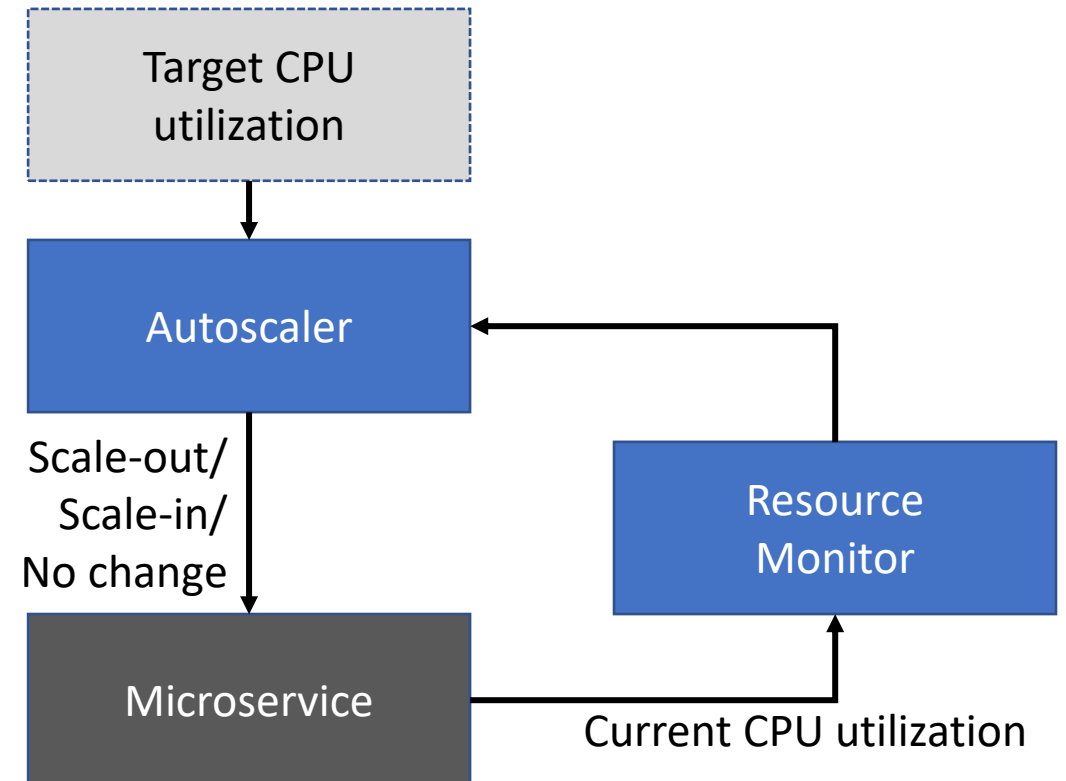 Target CPU
utilization
Autoscaler
Scale-out/
Scale-in/
No change
Resource
Monitor
Microservice
Current CPU utilization